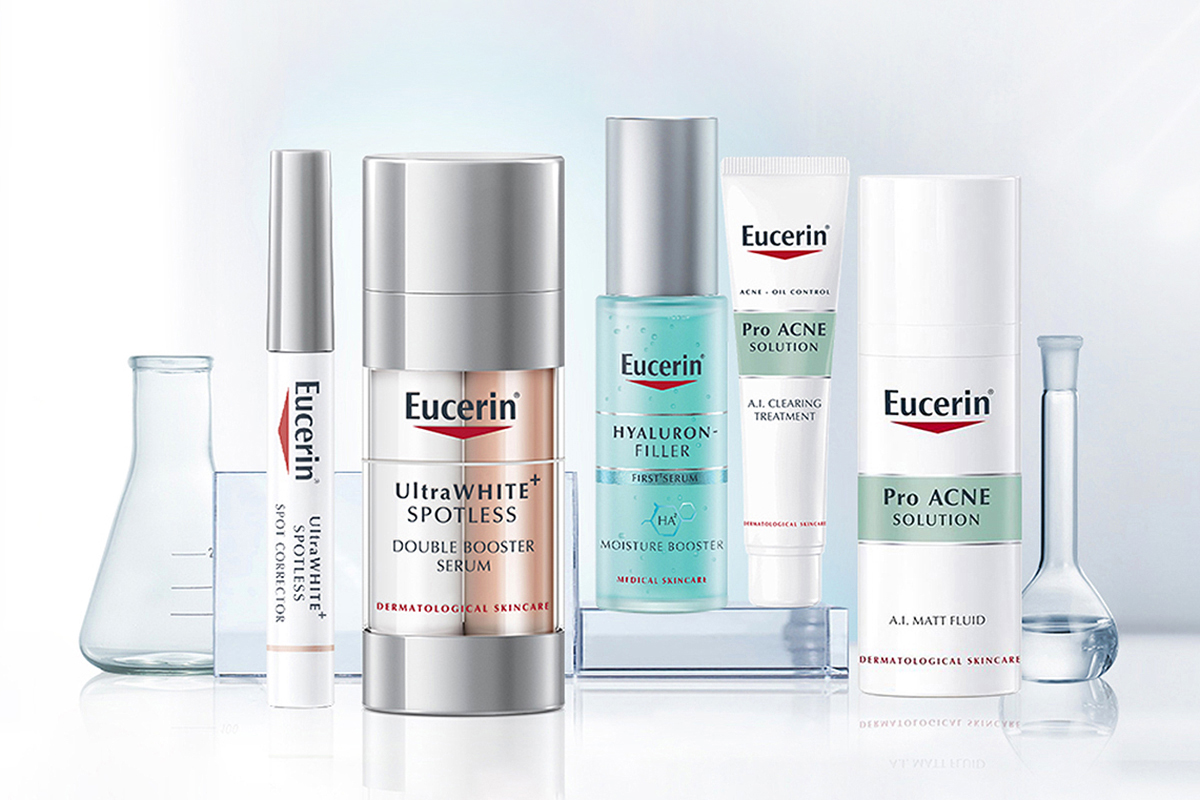 Eucerin®
UltraWHITE+
SPOTLESS
SPOT CORRECTOR
Eucerin®
UltraWHITE+
SPOTLESS
DOUBLE BOOSTER
SERUM
DERMATOLOGICAL SKINCARE
Eucerin®
HYALURON-
FILLER
FIRST SERUM
HA²
MOISTURE BOOSTER
MEDICAL SKINCARE
Eucerin®
ACNE - OIL CONTROL
Pro ACNE
SOLUTION
A.I. CLEARING
TREATMENT
DERMATOLOGICAL SKINCARE
Eucerin®
Pro ACNE
SOLUTION
A.I. MATT FLUID
DERMATOLOGICAL SKINCARE